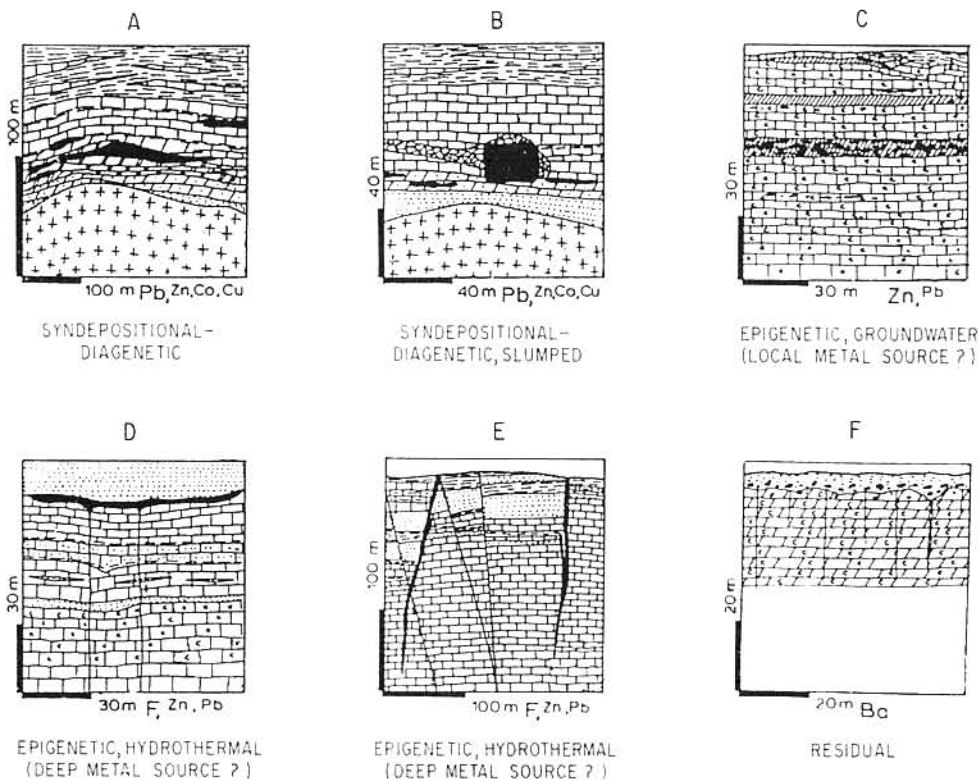 A
B
C
100 m
100 m Pb, Zn, Co, Cu
40 m
40 m Pb, Zn, Co, Cu
30 m
30 m Zn, Pb
SYNDEPOSITIONAL-
DIAGENETIC
SYNDEPOSITIONAL-
DIAGENETIC, SLUMPED
EPIGENETIC, GROUNDWATER
(LOCAL METAL SOURCE ?)
D
E
F
30 m
30 m F, Zn, Pb
100 m
100 m F, Zn, Pb
20 m
20 m Ba
EPIGENETIC, HYDROTHERMAL
(DEEP METAL SOURCE ?)
EPIGENETIC, HYDROTHERMAL
(DEEP METAL SOURCE ?)
RESIDUAL